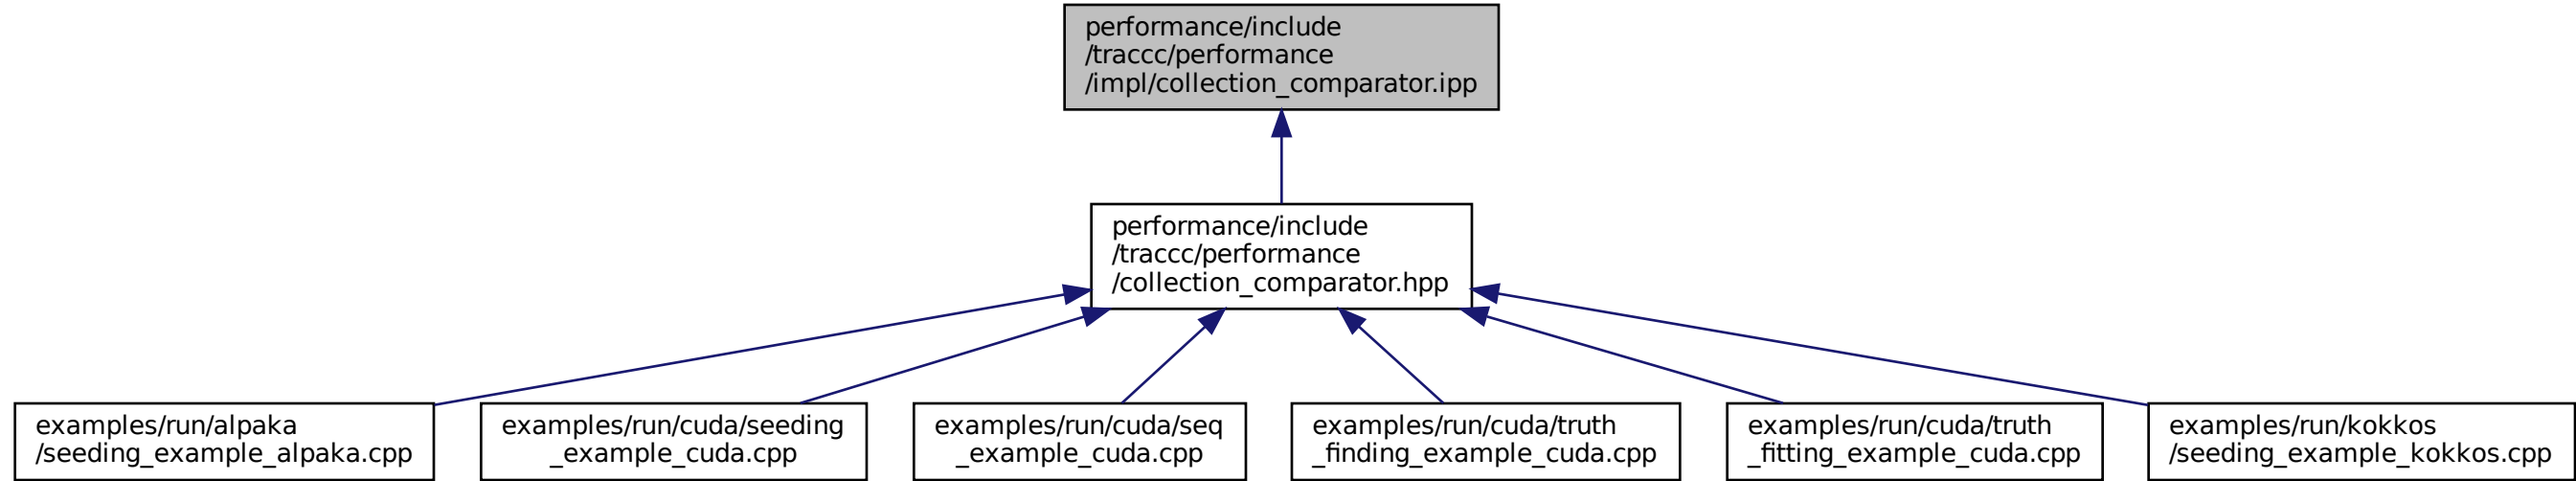 performance/include
/traccc/performance
/impl/collection_comparator.ipp
performance/include
/traccc/performance
/collection_comparator.hpp
examples/run/alpaka
/seeding_example_alpaka.cpp
examples/run/cuda/seeding
_example_cuda.cpp
examples/run/cuda/seq
_example_cuda.cpp
examples/run/cuda/truth
_finding_example_cuda.cpp
examples/run/cuda/truth
_fitting_example_cuda.cpp
examples/run/kokkos
/seeding_example_kokkos.cpp